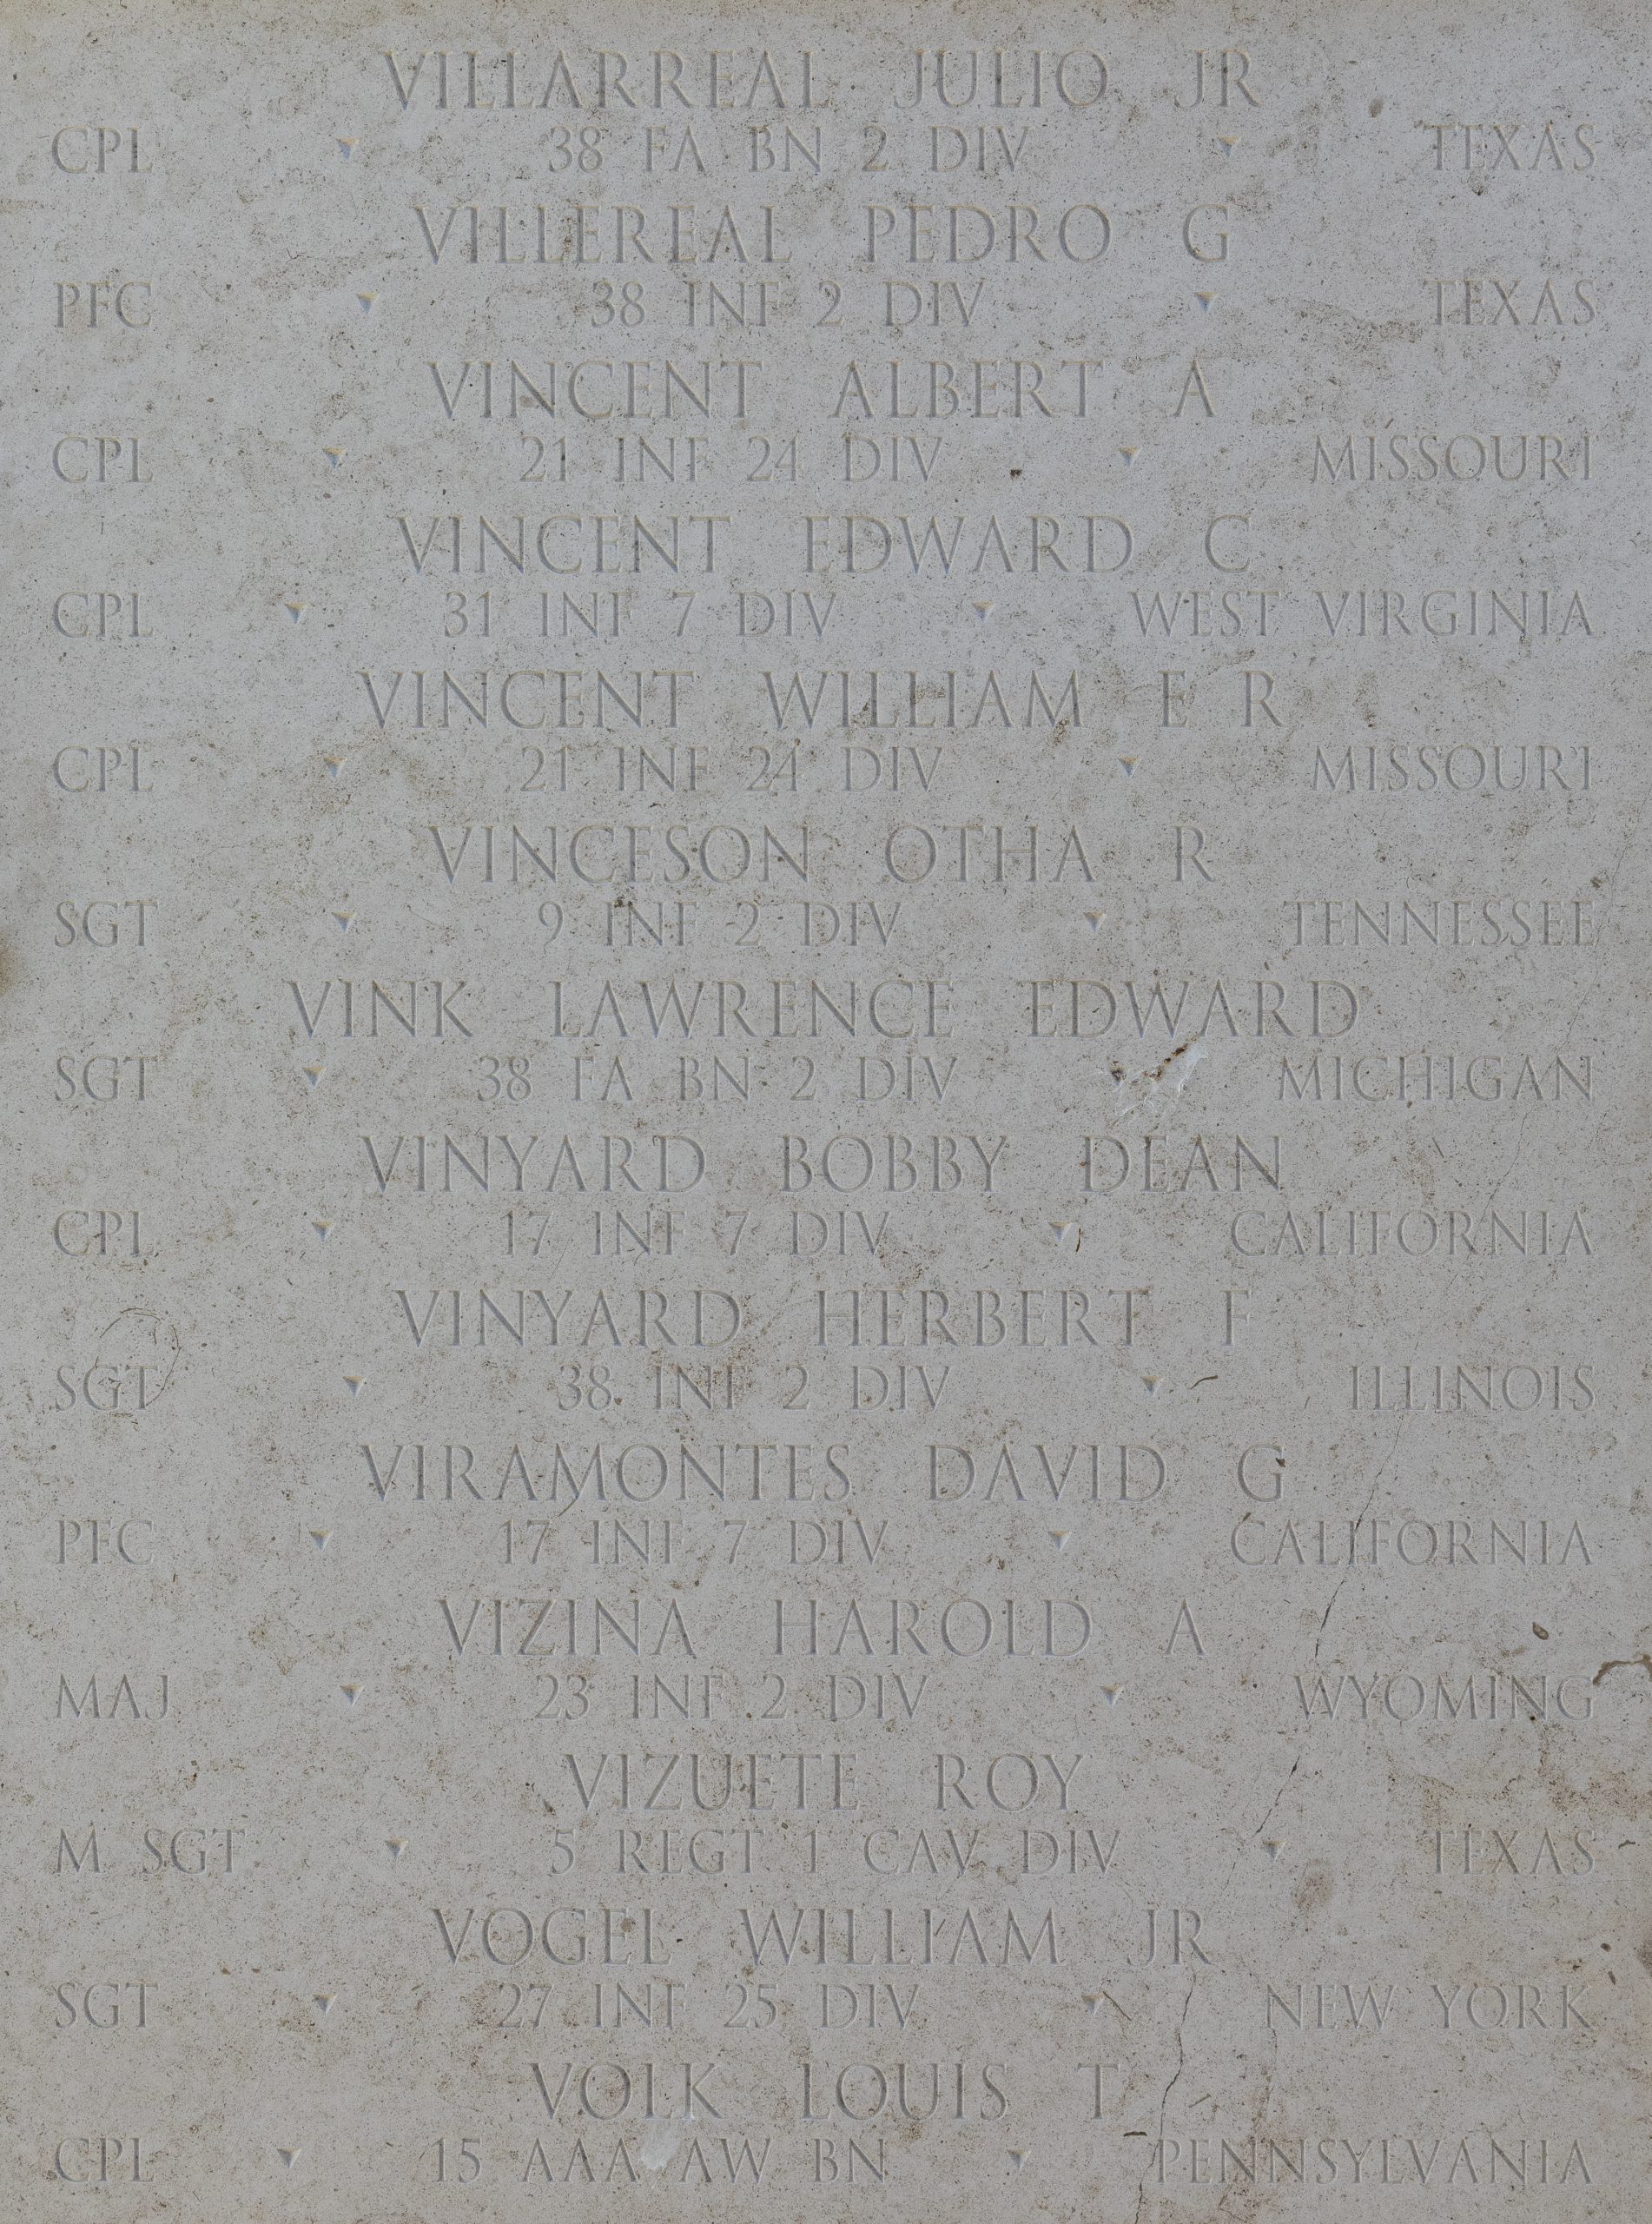 VILLARREAL JULIO JR
CPL 38 FA BN 2 DIV TEXAS
VILLEREAL PEDRO G
PFC 38 INF 2 DIV TEXAS
VINCENT ALBERT A
CPL 21 INF 24 DIV MISSOURI
VINCENT EDWARD C
CPL 31 INF 7 DIV WEST VIRGINIA
VINCENT WILLIAM E R
CPL 21 INF 24 DIV MISSOURI
VINCESON OTHA R
SGT 9 INF 2 DIV TENNESSEE
VINK LAWRENCE EDWARD
SGT 38 FA BN 2 DIV MICHIGAN
VINYARD BOBBY DEAN
CPL 17 INF 7 DIV CALIFORNIA
VINYARD HERBERT F
SGT 38 INF 2 DIV ILLINOIS
VIRAMONTES DAVID G
PFC 17 INF 7 DIV CALIFORNIA
VIZINA HAROLD A
MAJ 23 INF 2 DIV WYOMING
VIZUETE ROY
M SGT 5 REGT 1 CAV DIV TEXAS
VOGEL WILLIAM JR
SGT 27 INF 25 DIV NEW YORK
VOLK LOUIS T
CPL 15 AAA AW BN PENNSYLVANIA